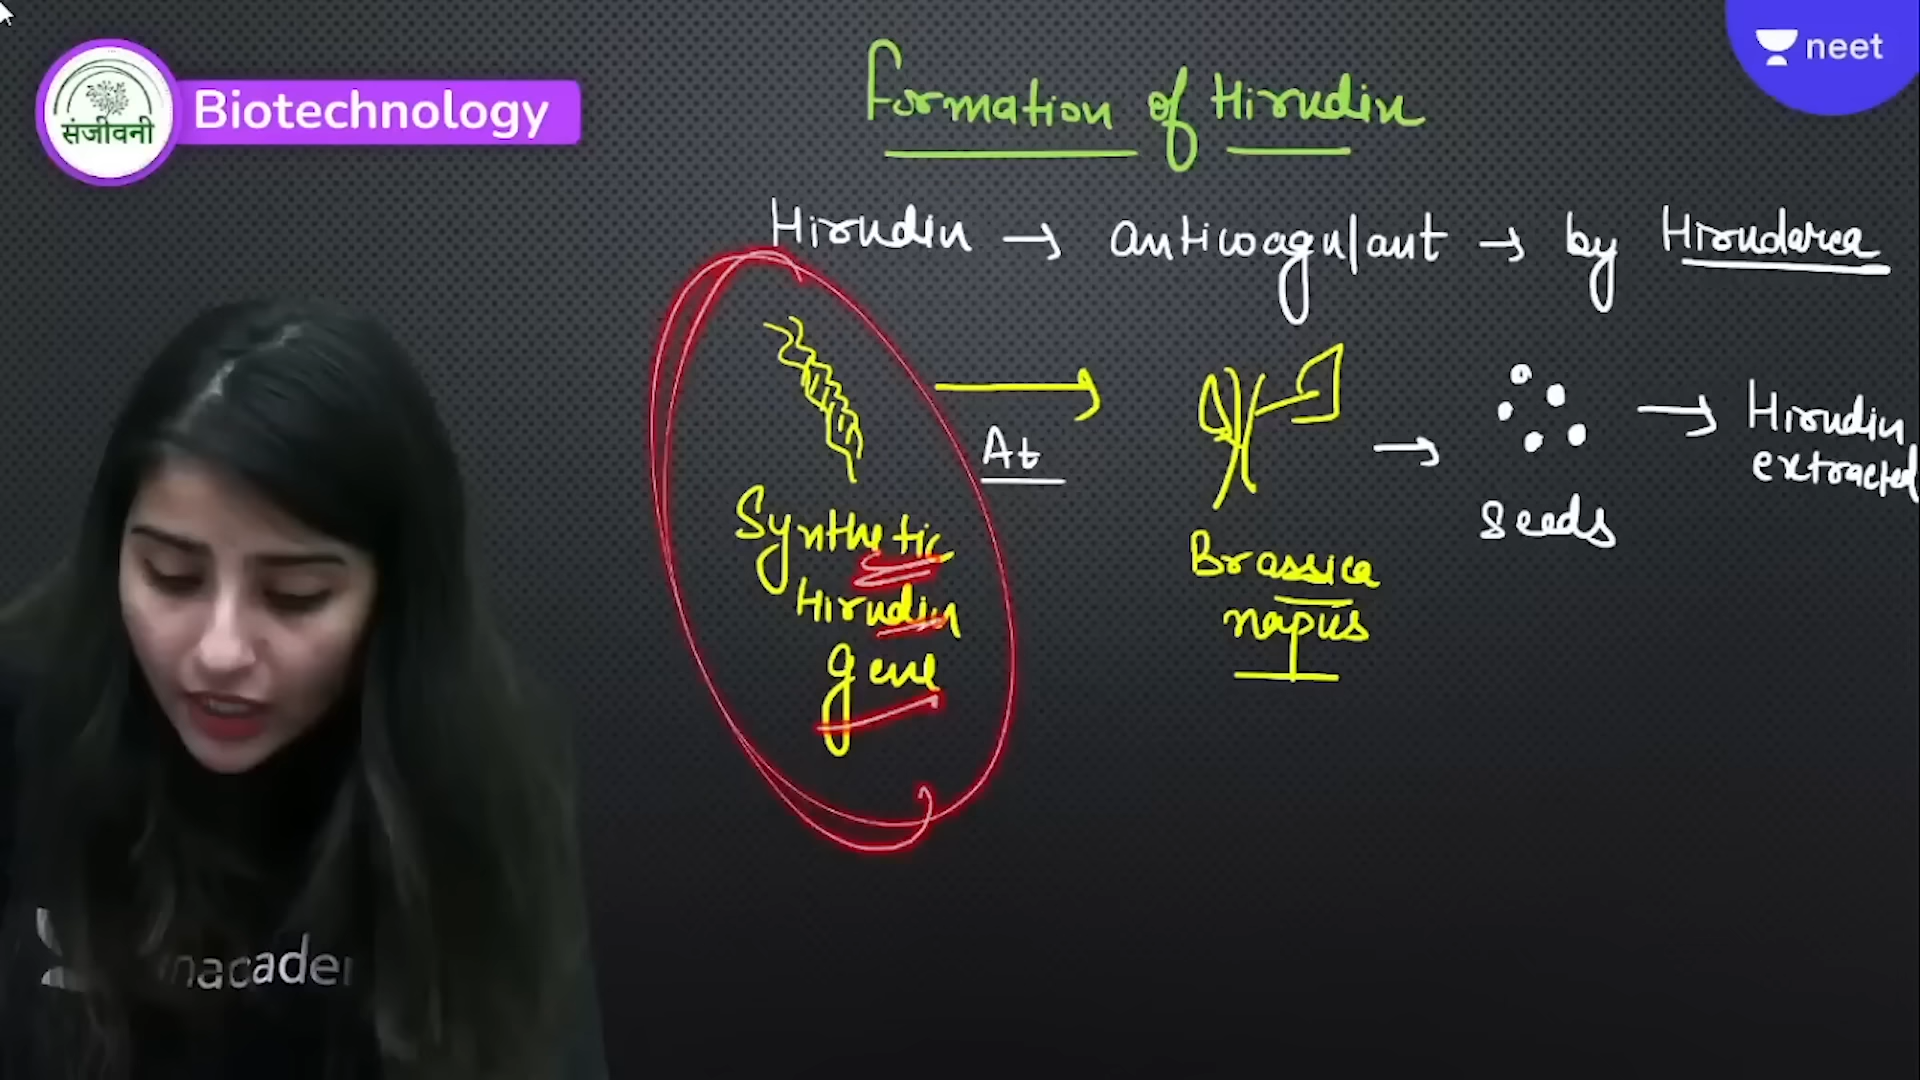 neet
संजीवनी
Biotechnology
Formation of Hirudin
Hirudin → anticoagulant → by Hirudarea
At
Hirudin
extracted
Synthetic
Hirudin
gene
Brassica
napus
seeds
nacader